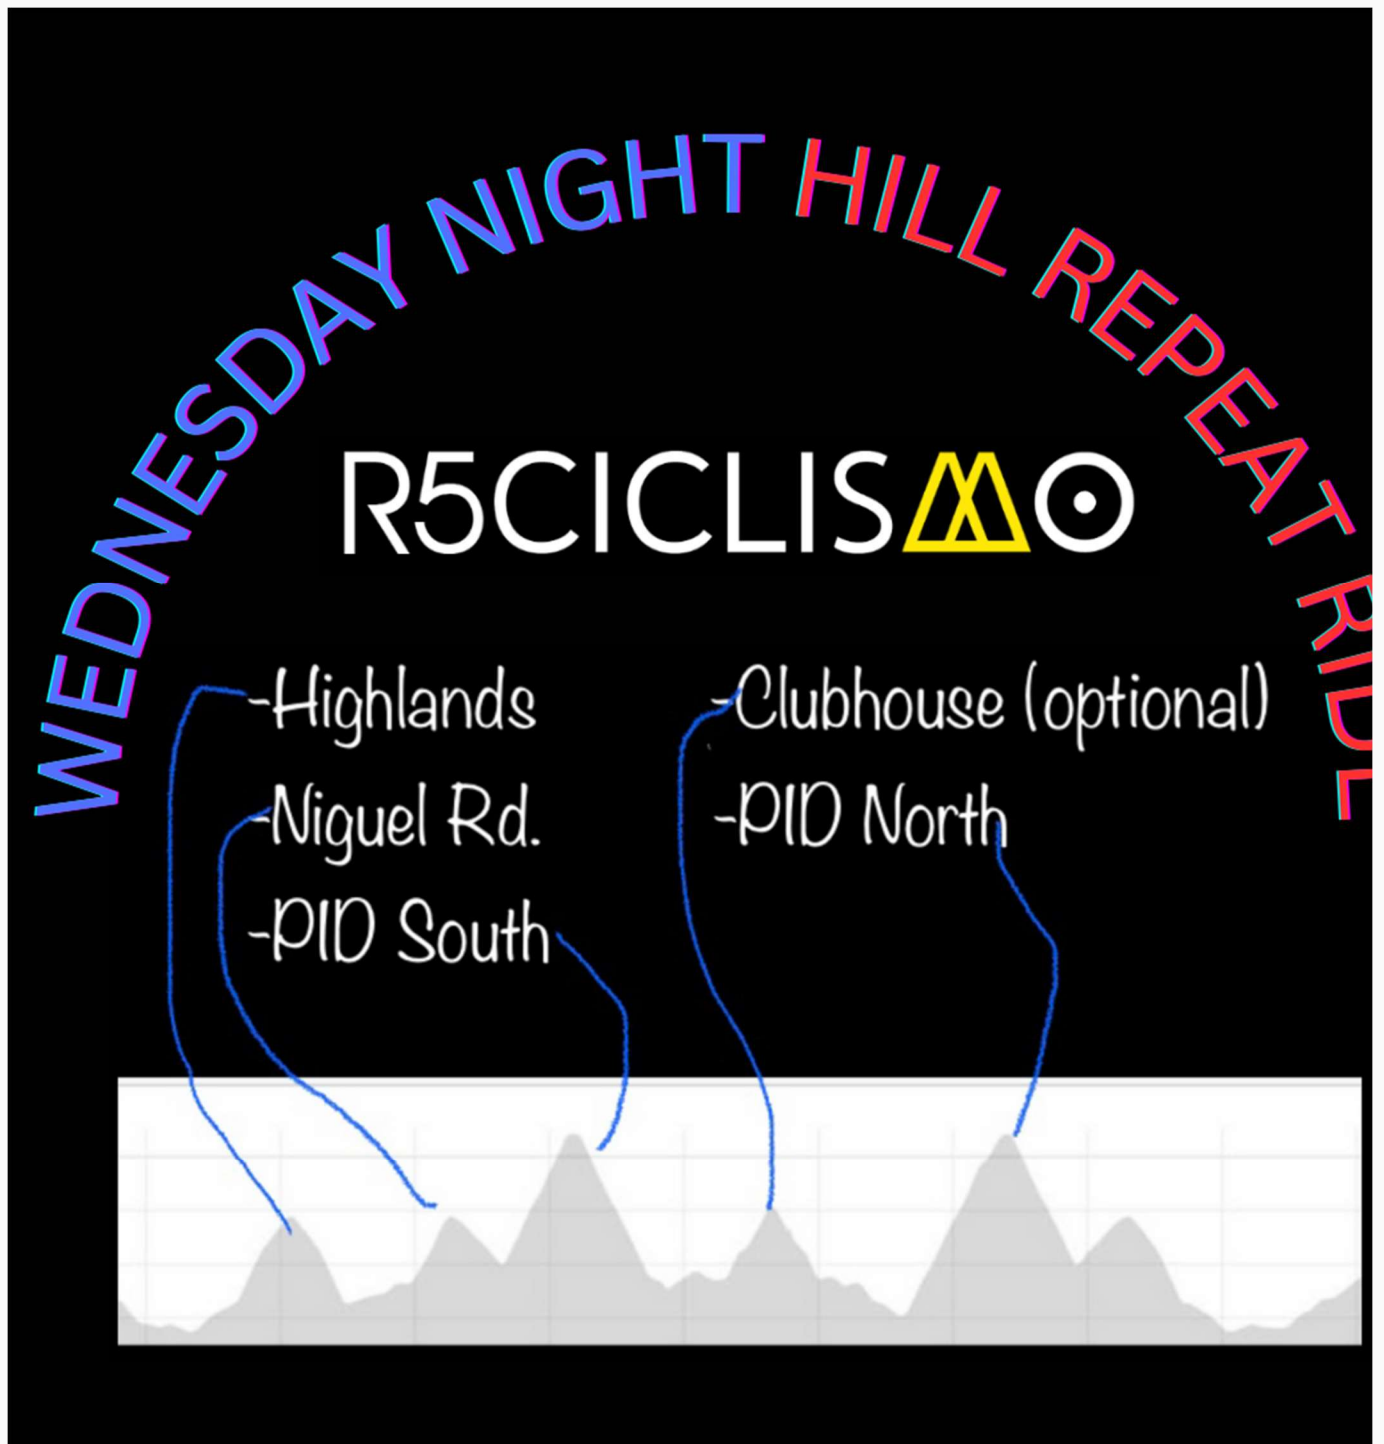 WEDNESDAY NIGHT HILL REPEAT RIDE
R5CICLISMO
-Highlands
-Niguel Rd.
-PID South
-Clubhouse (optional)
-PID North